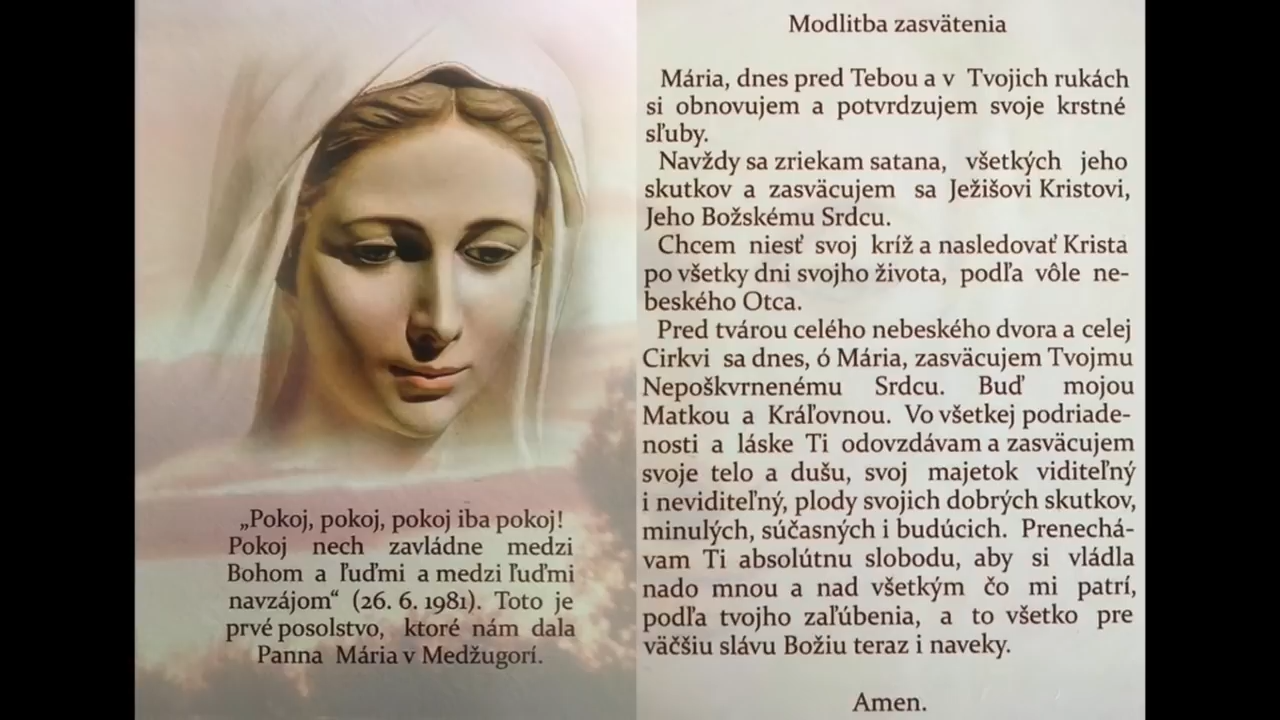 „Pokoj, pokoj, pokoj iba pokoj!
Pokoj nech zavládne medzi
Bohom a ľuďmi a medzi ľuďmi
navzájom“ (26. 6. 1981). Toto je
prvé posolstvo, ktoré nám dala
Panna Mária v Medžugorí.
Modlitba zasvätenia
Mária, dnes pred Tebou a v Tvojich rukách
si obnovujem a potvrdzujem svoje krstné
sľuby.
Navždy sa zriekam satana, všetkých jeho
skutkov a zasväcujem sa Ježišovi Kristovi,
Jeho Božskému Srdcu.
Chcem niesť svoj kríž a nasledovať Krista
po všetky dni svojho života, podľa vôle ne-
beského Otca.
Pred tvárou celého nebeského dvora a celej
Cirkvi sa dnes, ó Mária, zasväcujem Tvojmu
Nepoškvrnenému Srdcu. Buď mojou
Matkou a Kráľovnou. Vo všetkej podriade-
nosti a láske Ti odovzdávam a zasväcujem
svoje telo a dušu, svoj majetok viditeľný
i neviditeľný, plody svojich dobrých skutkov,
minulých, súčasných i budúcich. Prenechá-
vam Ti absolútnu slobodu, aby si vládla
nado mnou a nad všetkým čo mi patrí,
podľa tvojho zaľúbenia, a to všetko pre
väčšiu slávu Božiu teraz i naveky.
Amen.